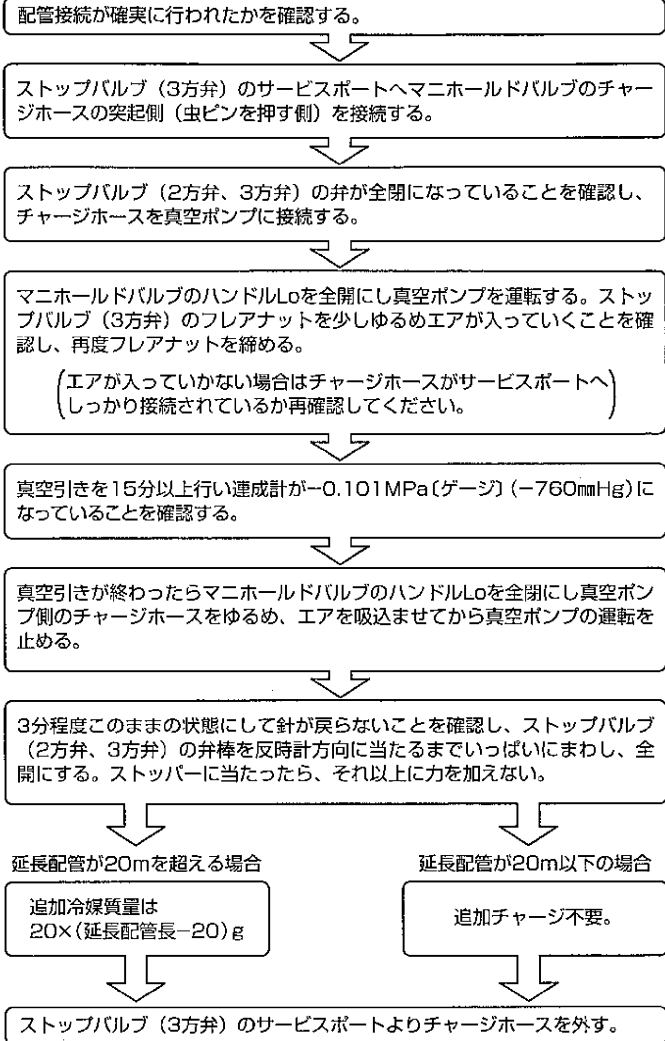 配管接続が確実に行われたかを確認する。
ストップバルブ（3方弁）のサービスポートへマニホールドバルブのチャー
ジホースの突起側（虫ピンを押す側）を接続する。
ストップバルブ（2方弁、3方弁）の弁が全閉になっていることを確認し、
チャージホースを真空ポンプに接続する。
マニホールドバルブのハンドルLoを全開にし真空ポンプを運転する。ストッ
プバルブ（3方弁）のフレアナットを少しゆるめエアが入っていくことを確
認し、再度フレアナットを締める。
（エアが入っていかない場合はチャージホースがサービスポートへ
しっかり接続されているか再確認してください。）
真空引きを15分以上行い連成計が−0.101MPa〔ゲージ〕（−760㎜Hg）に
なっていることを確認する。
真空引きが終わったらマニホールドバルブのハンドルLoを全閉にし真空ポン
プ側のチャージホースをゆるめ、エアを吸込ませてから真空ポンプの運転を
止める。
3分程度このままの状態にして針が戻らないことを確認し、ストップバルブ
（2方弁、3方弁）の弁棒を反時計方向に当たるまでいっぱいにまわし、全
開にする。ストッパーに当たったら、それ以上に力を加えない。
延長配管が20mを超える場合
追加冷媒質量は
20×(延長配管長−20)g
延長配管が20m以下の場合
追加チャージ不要。
ストップバルブ（3方弁）のサービスポートよりチャージホースを外す。